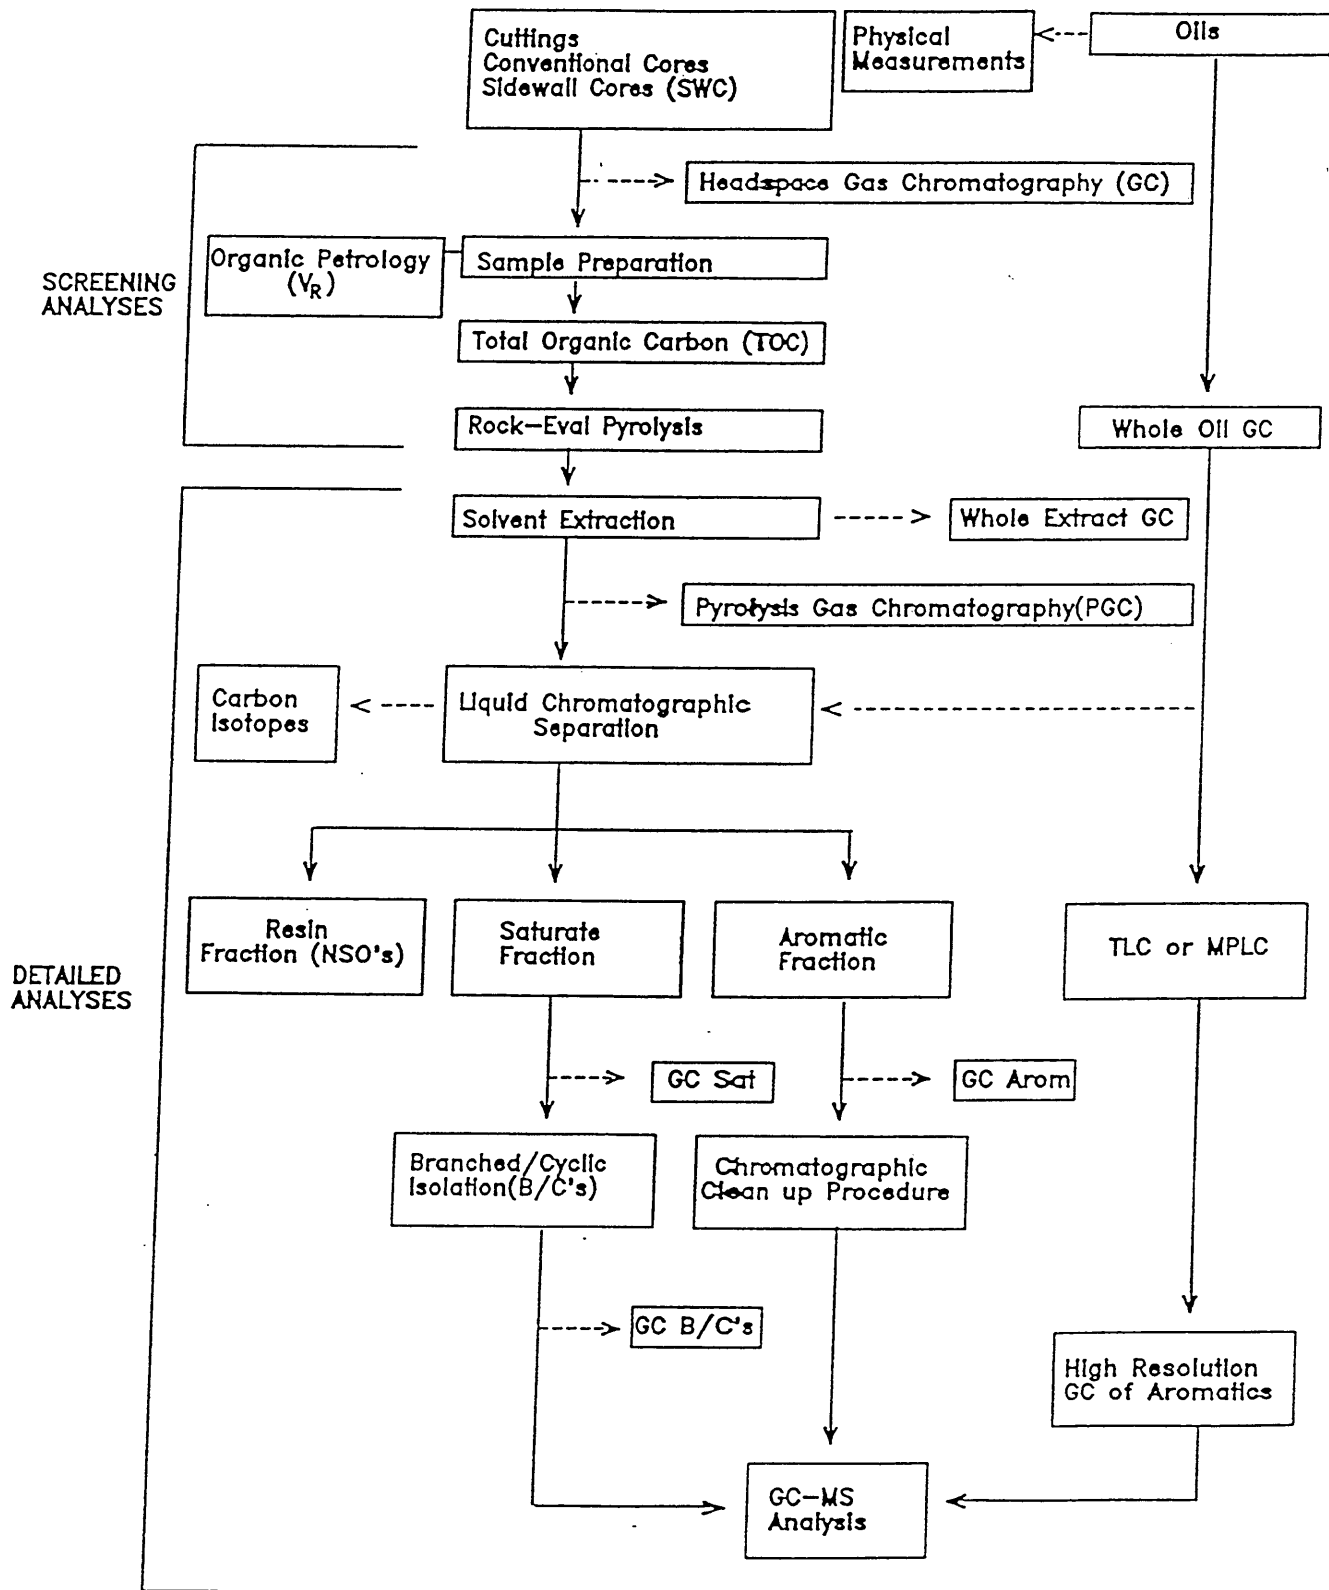 Cuttings
Conventional Cores
Sidewall Cores (SWC)
Physical
Measurements
Oils
Headspace Gas Chromatography (GC)
SCREENING
ANALYSES
Organic Petrology
(VR)
Sample Preparation
Total Organic Carbon (TOC)
Rock-Eval Pyrolysis
Whole Oil GC
Solvent Extraction
Whole Extract GC
Pyrolysis Gas Chromatography(PGC)
Carbon
Isotopes
Liquid Chromatographic
Separation
DETAILED
ANALYSES
Resin
Fraction (NSO's)
Saturate
Fraction
Aromatic
Fraction
TLC or MPLC
GC Sat
GC Arom
Branched/Cyclic
Isolation(B/C's)
Chromatographic
Clean up Procedure
GC B/C's
High Resolution
GC of Aromatics
GC-MS
Analysis